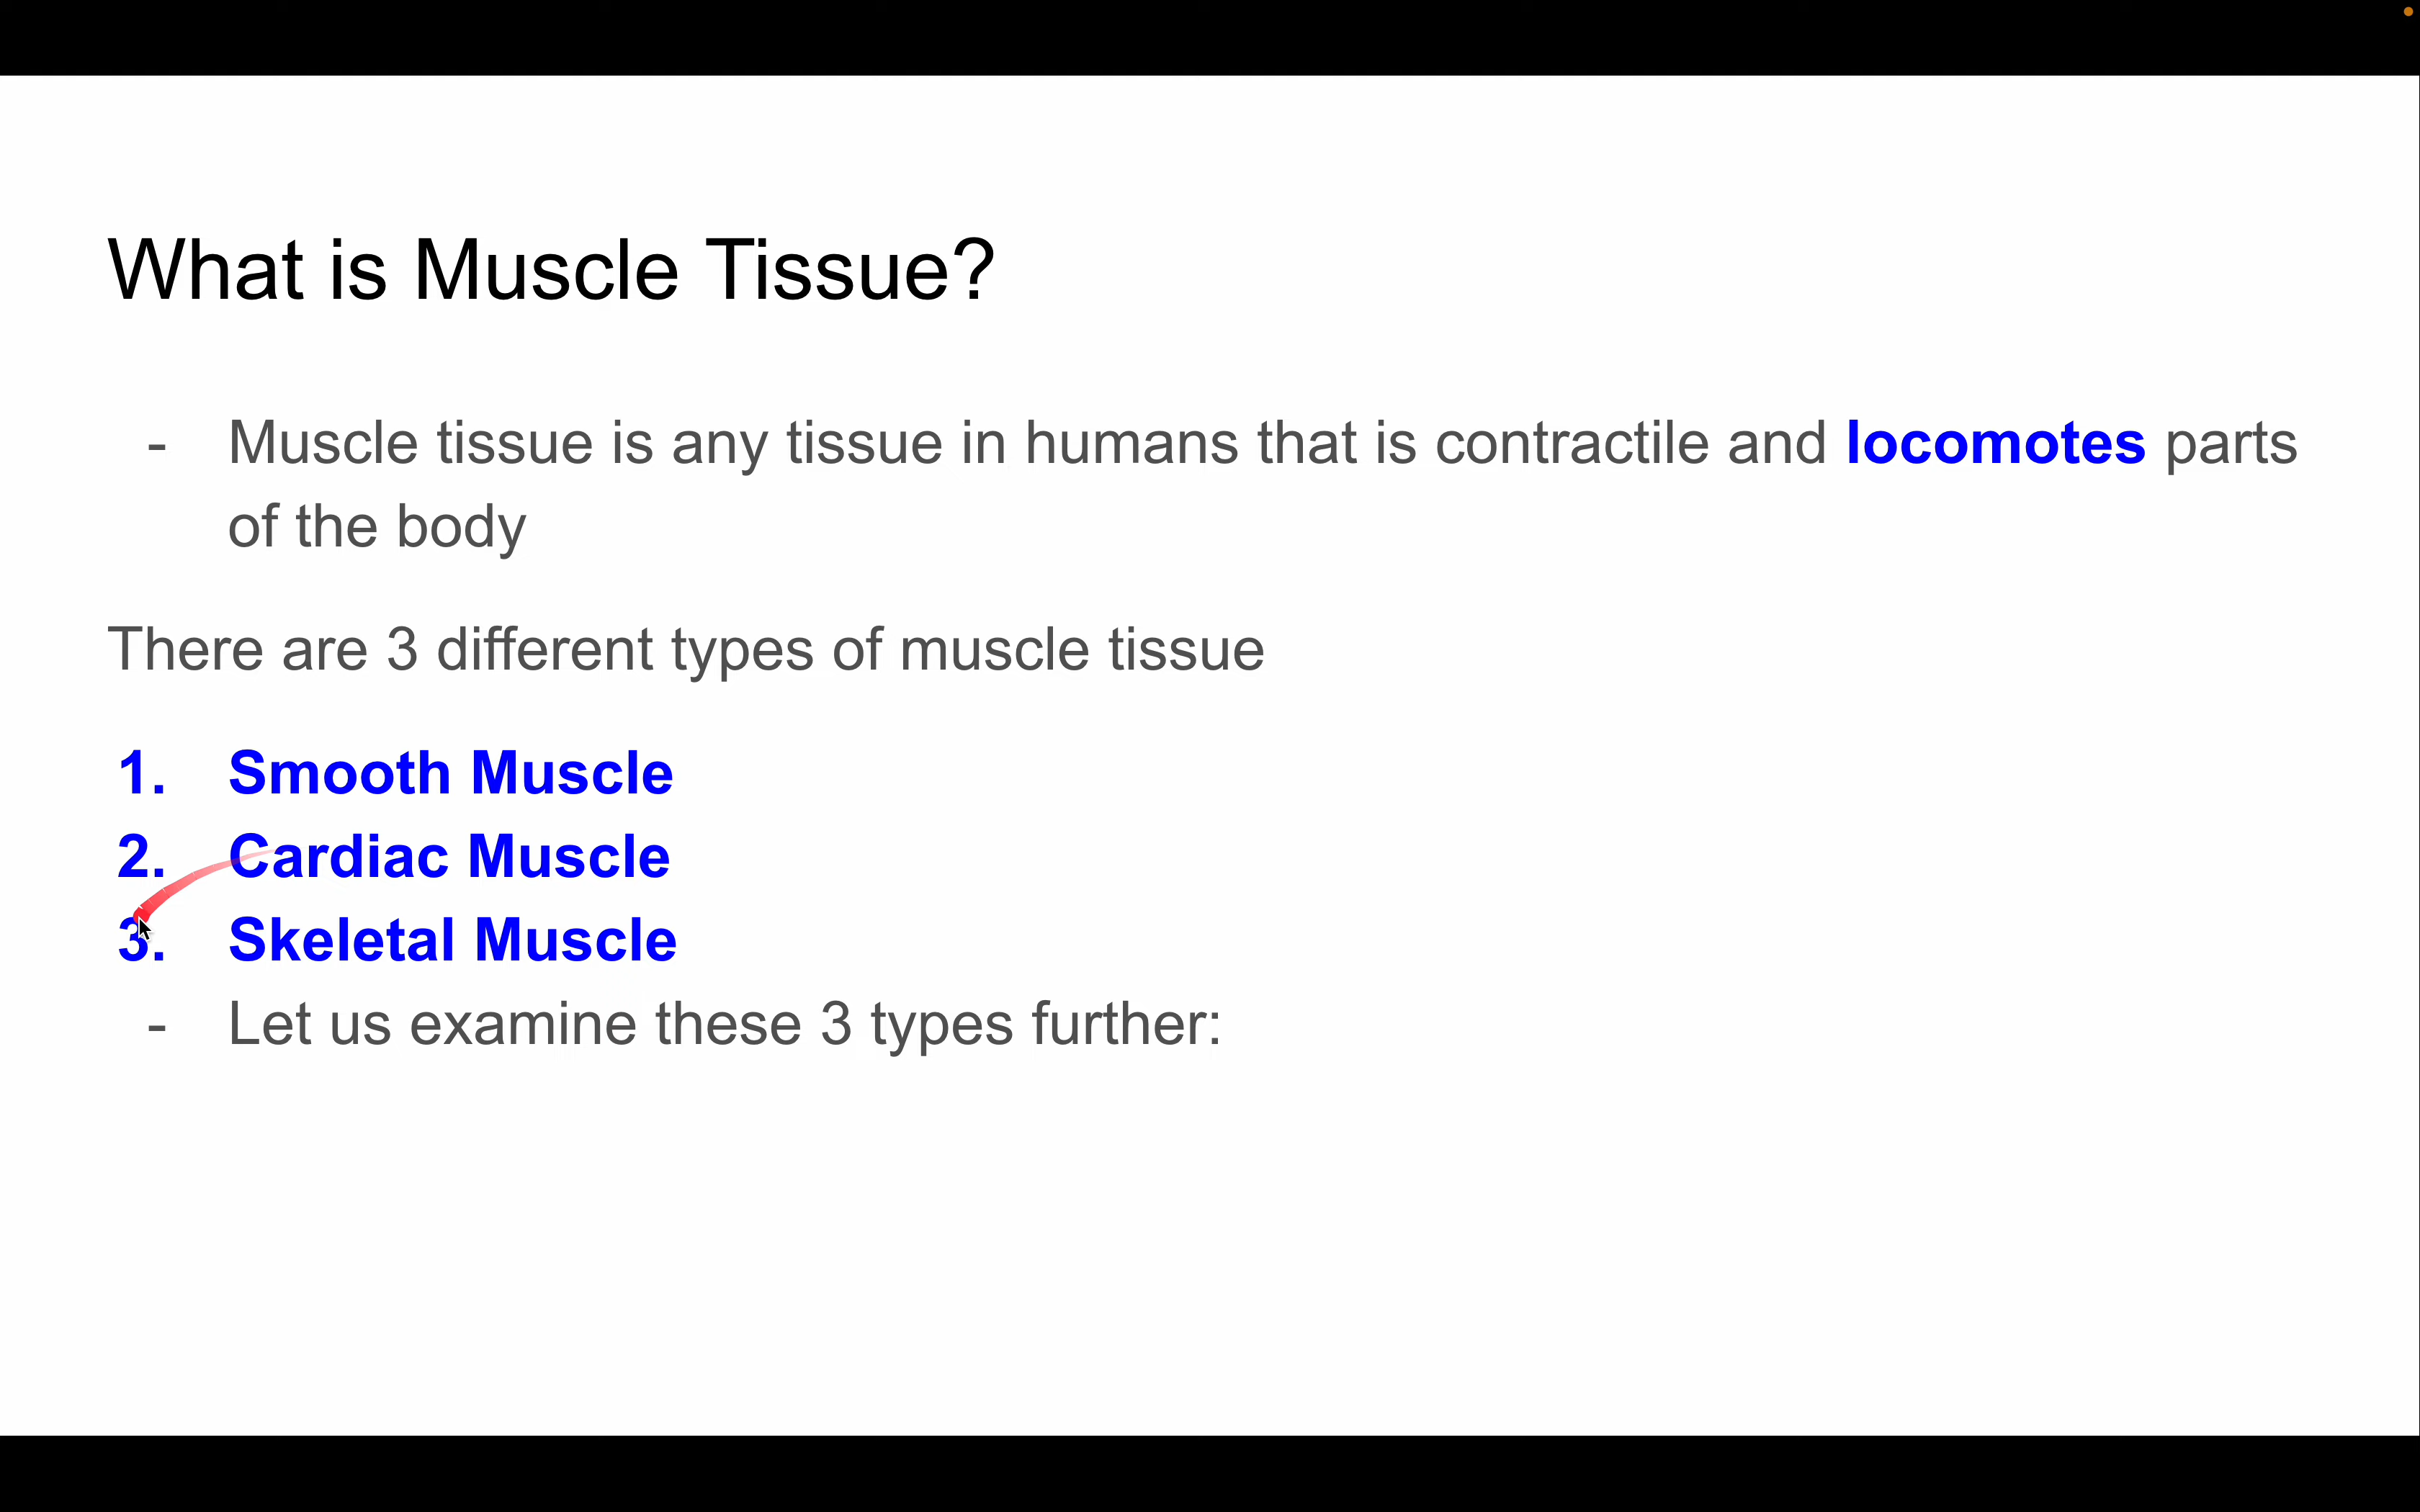 What is Muscle Tissue?
- Muscle tissue is any tissue in humans that is contractile and locomotes parts
of the body
There are 3 different types of muscle tissue
1. Smooth Muscle
2. Cardiac Muscle
3. Skeletal Muscle
- Let us examine these 3 types further: